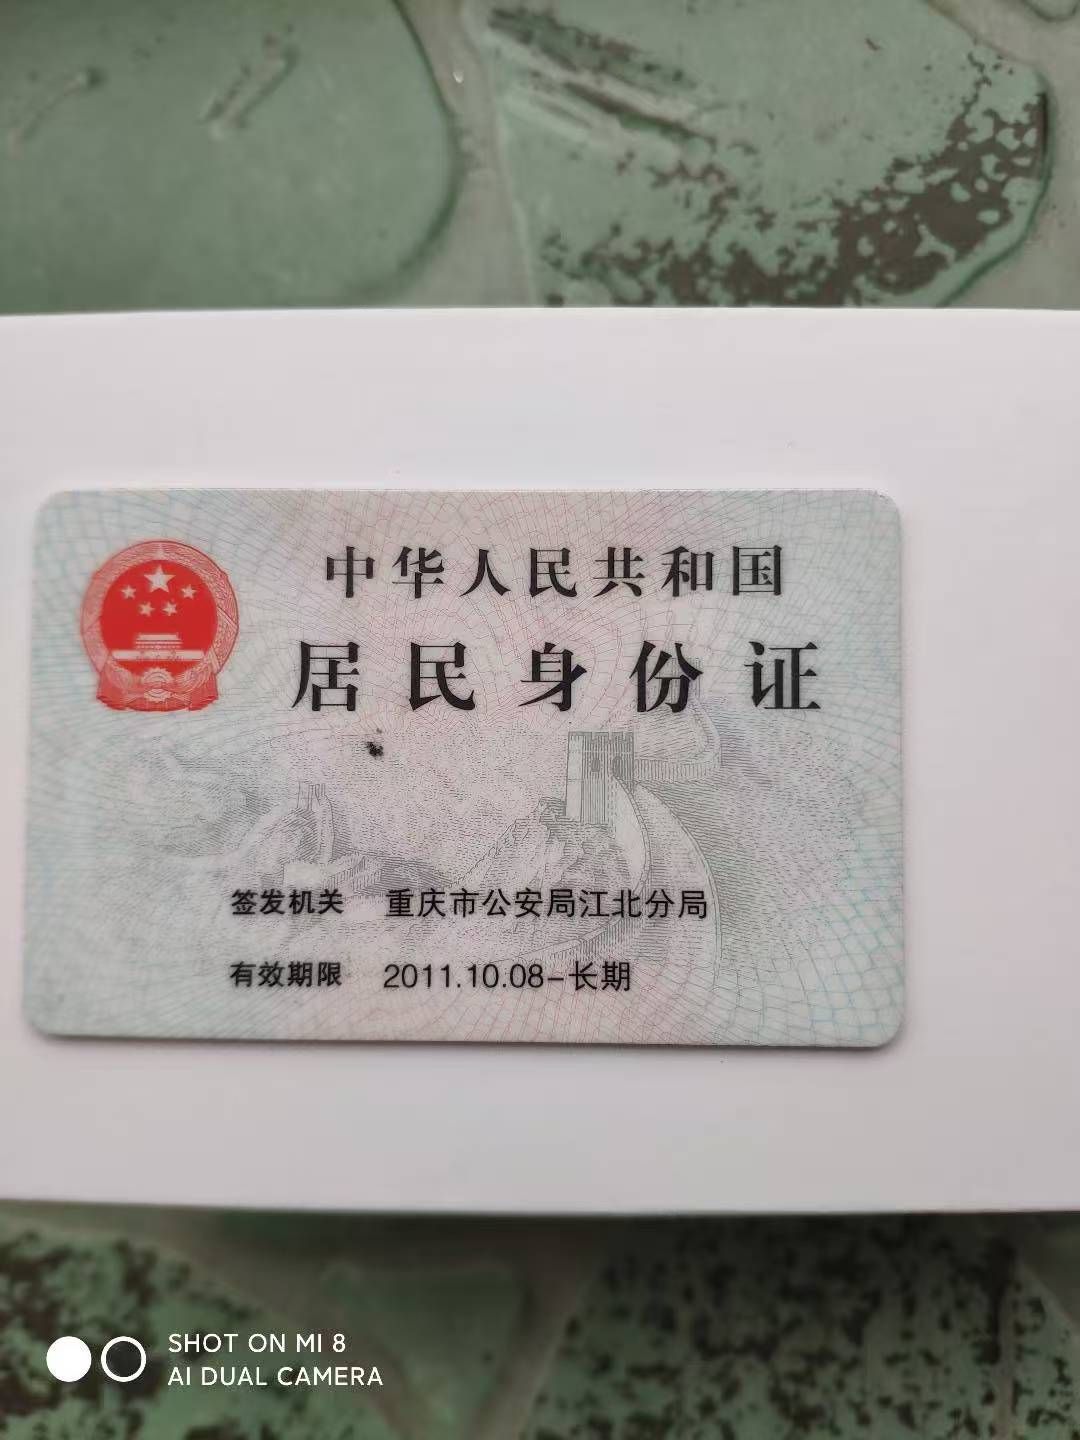 中华人民共和国
居民身份证
签发机关 重庆市公安局江北分局
有效期限 2011.10.08-长期
SHOT ON MI 8
AI DUAL CAMERA